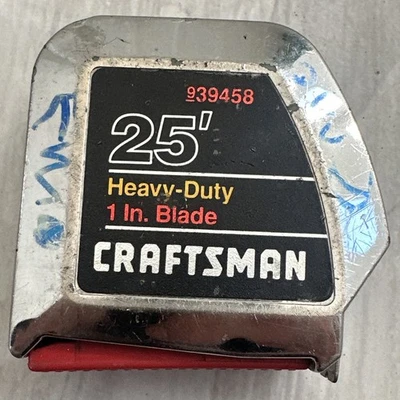 939458
25'
Heavy-Duty
1 In. Blade
CRAFTSMAN